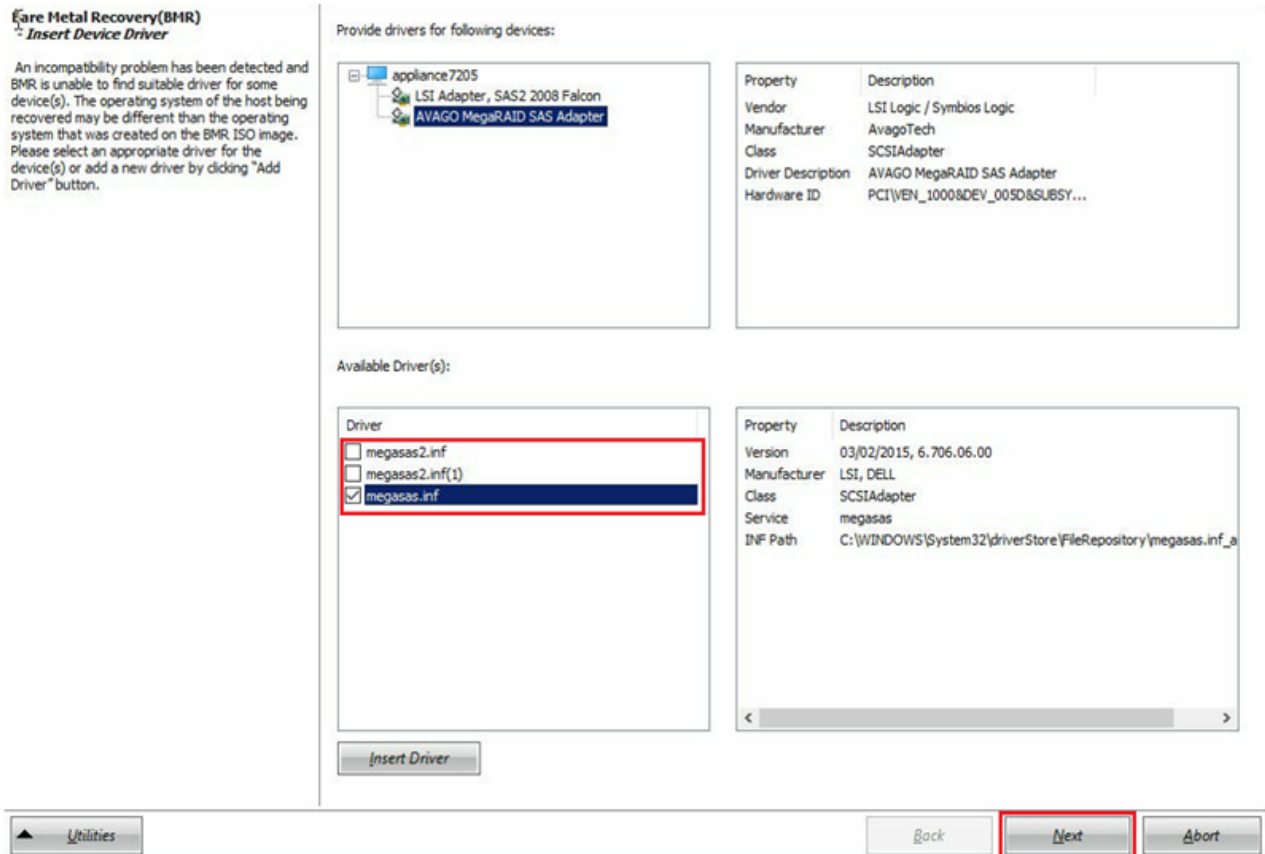 Bare Metal Recovery(BMR)
- Insert Device Driver
An incompatibility problem has been detected and
BMR is unable to find suitable driver for some
device(s). The operating system of the host being
recovered may be different than the operating
system that was created on the BMR ISO image.
Please select an appropriate driver for the
device(s) or add a new driver by clicking "Add
Driver" button.
Provide drivers for following devices:
appliance7205
LSI Adapter, SAS2 2008 Falcon
AVAGO MegaRAID SAS Adapter
Property Description
Vendor LSI Logic / Symbios Logic
Manufacturer AvagoTech
Class SCSIAdapter
Driver Description AVAGO MegaRAID SAS Adapter
Hardware ID PCI\VEN_1000&DEV_005D&SUBSY...
Available Driver(s):
Driver
megasas2.inf
megasas2.inf(1)
megasas.inf
Property Description
Version 03/02/2015, 6.706.06.00
Manufacturer LSI, DELL
Class SCSIAdapter
Service megasas
INF Path C:\WINDOWS\System32\driverStore\FileRepository\megasas.inf_a
Insert Driver
Utilities
Back
Next
Abort